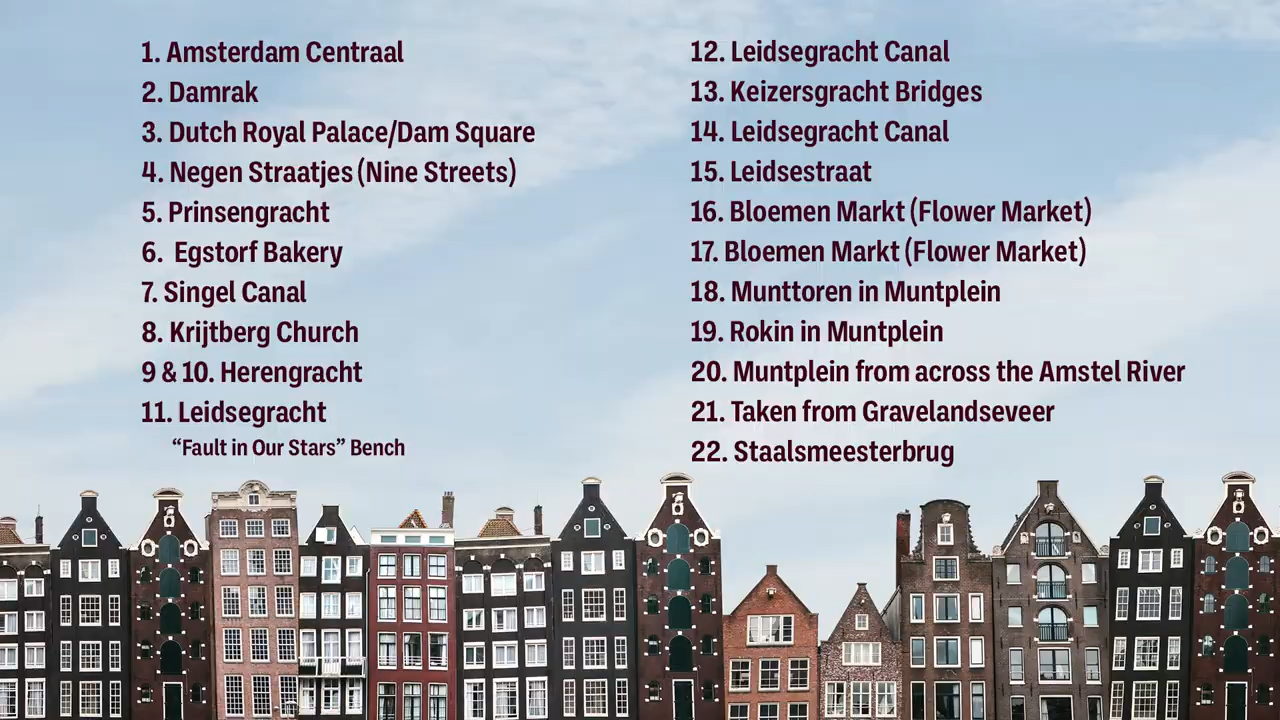 1. Amsterdam Centraal
2. Damrak
3. Dutch Royal Palace/Dam Square
4. Negen Straatjes (Nine Streets)
5. Prinsengracht
6. Egstorf Bakery
7. Singel Canal
8. Krijtberg Church
9 & 10. Herengracht
11. Leidsegracht
“Fault in Our Stars” Bench
12. Leidsegracht Canal
13. Keizersgracht Bridges
14. Leidsegracht Canal
15. Leidsestraat
16. Bloemen Markt (Flower Market)
17. Bloemen Markt (Flower Market)
18. Munttoren in Muntplein
19. Rokin in Muntplein
20. Muntplein from across the Amstel River
21. Taken from Gravelandseveer
22. Staalsmeesterbrug